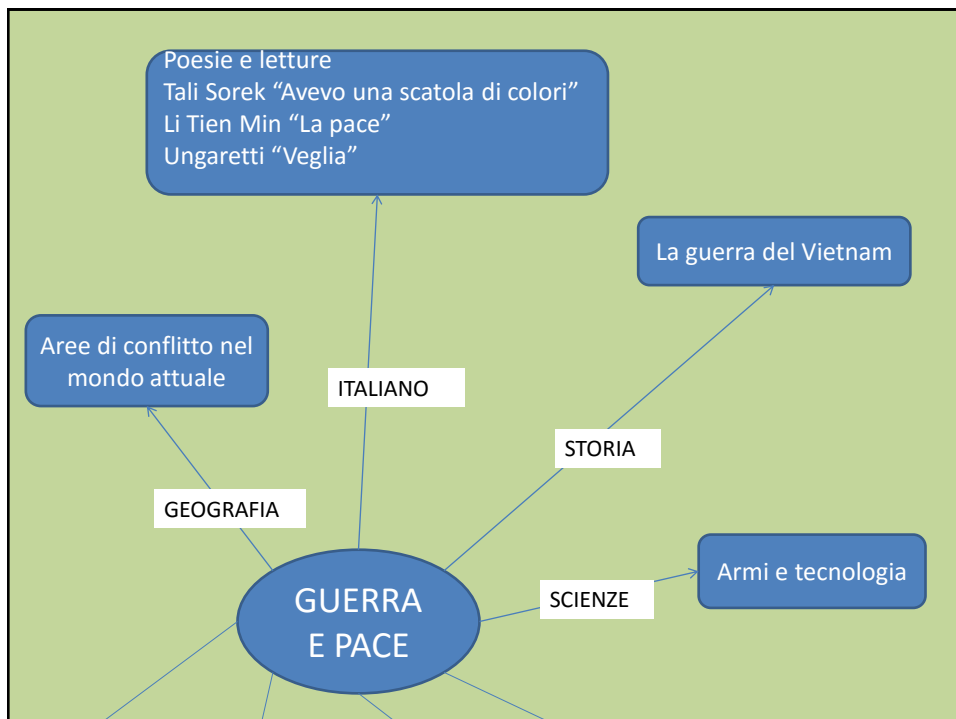 Poesie e letture
Tali Sorek “Avevo una scatola di colori”
Li Tien Min “La pace”
Ungaretti “Veglia”
La guerra del Vietnam
Aree di conflitto nel
mondo attuale
ITALIANO
STORIA
GEOGRAFIA
Armi e tecnologia
SCIENZE
GUERRA
E PACE